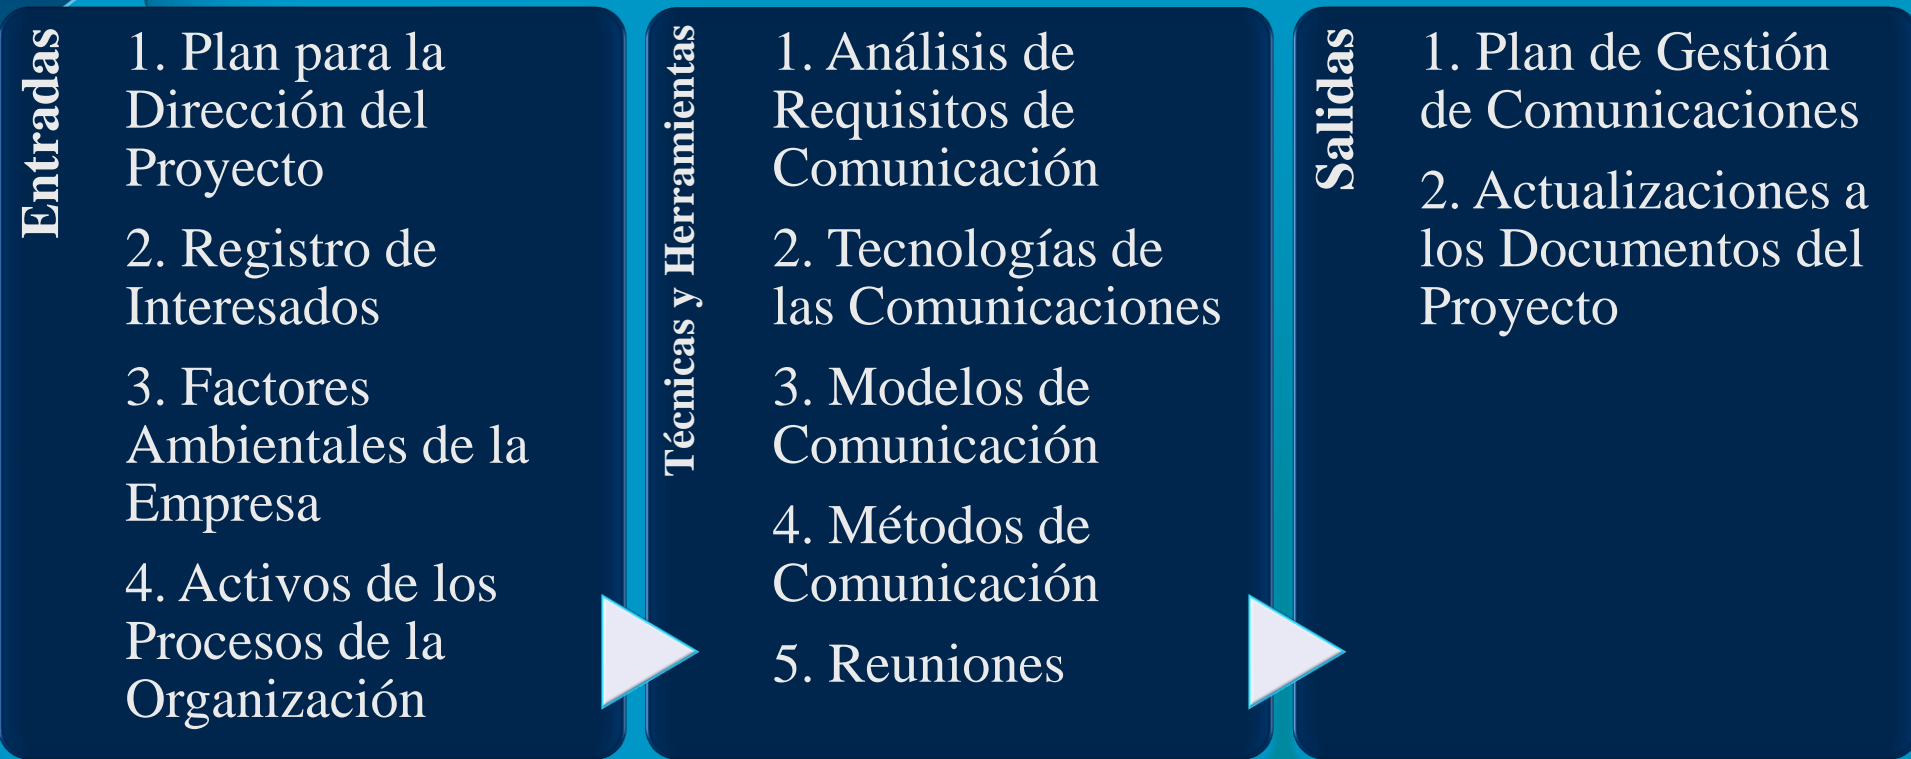 Entradas
1. Plan para la
Dirección del
Proyecto
2. Registro de
Interesados
3. Factores
Ambientales de la
Empresa
4. Activos de los
Procesos de la
Organización
Técnicas y Herramientas
1. Análisis de
Requisitos de
Comunicación
2. Tecnologías de
las Comunicaciones
3. Modelos de
Comunicación
4. Métodos de
Comunicación
5. Reuniones
Salidas
1. Plan de Gestión
de Comunicaciones
2. Actualizaciones a
los Documentos del
Proyecto